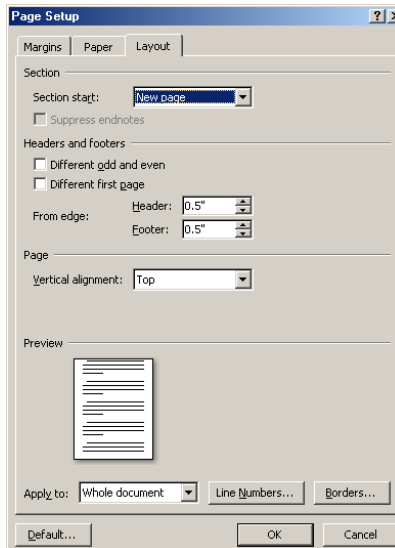 Page Setup
Margins Paper Layout
Section
Section start: New page
Suppress endnotes
Headers and footers
Different odd and even
Different first page
From edge: Header: 0.5"
Footer: 0.5"
Page
Vertical alignment: Top
Preview
Apply to: Whole document Line Numbers... Borders...
Default... OK Cancel